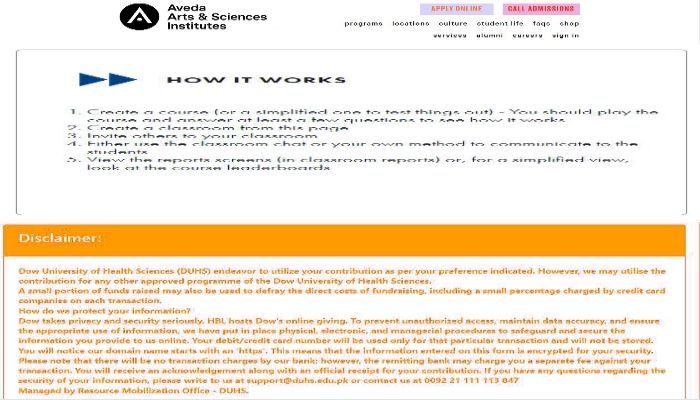 Aveda
Arts & Sciences
Institutes
APPLY ONLINE
CALL ADMISSIONS
programs locations culture student life faqs shop
services alumni careers sign in
HOW IT WORKS
1. Create a course (or a simplified one to test things out) - You should play the
course and answer at least a few questions to see how it works
2. Create a classroom from this page
3. Invite others to your classroom
4. Either use the classroom chat or your own method to communicate to the
students
5. View the reports screens (in classroom reports) or, for a simplified view,
look at the course leaderboards
Disclaimer:
Dow University of Health Sciences (DUHS) endeavor to utilize your contribution as per your preference indicated. However, we may utilise the
contribution for any other approved programme of the Dow University of Health Sciences.
A small portion of funds raised may also be used to defray the direct costs of fundraising, including a small percentage charged by credit card
companies on each transaction.
How do we protect your information?
Dow takes privacy and security seriously. HBL hosts Dow's online giving. To prevent unauthorized access, maintain data accuracy, and ensure
the appropriate use of information, we have put in place physical, electronic, and managerial procedures to safeguard and secure the
information you provide to us online. Your debit/credit card number will be used only for that particular transaction and will not be stored.
You will notice our domain name starts with an 'https'. This means that the information entered on this form is encrypted for your security.
Please note that there will be no transaction charges by our bank; however, the remitting bank may charge you a separate fee against your
transaction. You will receive an acknowledgement along with an official receipt for your contribution. If you have any questions regarding the
security of your information, please write to us at support@duhs.edu.pk or contact us at 0092 21 111 113 847
Managed by Resource Mobilization Office - DUHS.